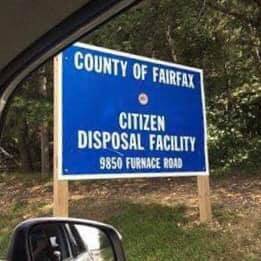 COUNTY OF FAIRFAX
CITIZEN
DISPOSAL FACILITY
9850 FURNACE ROAD